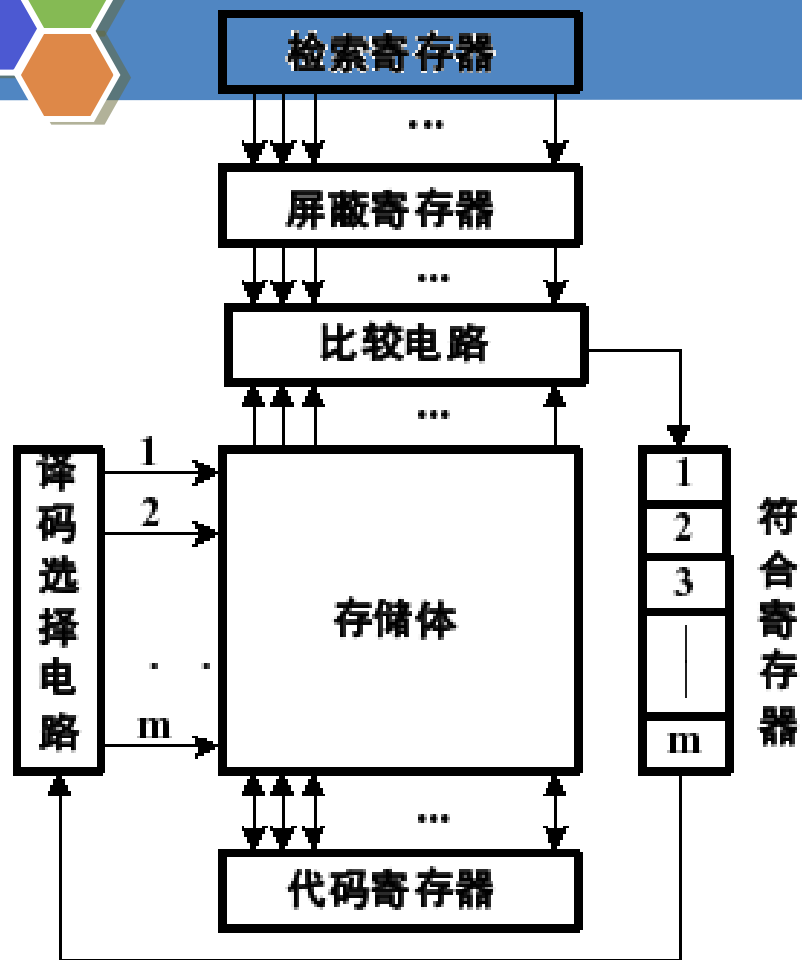 检索寄存器
...
屏蔽寄存器
...
比较电路
...
译码选择电路
1
2
. .
m
存储体
1
2
3
m
符合寄存器
...
代码寄存器